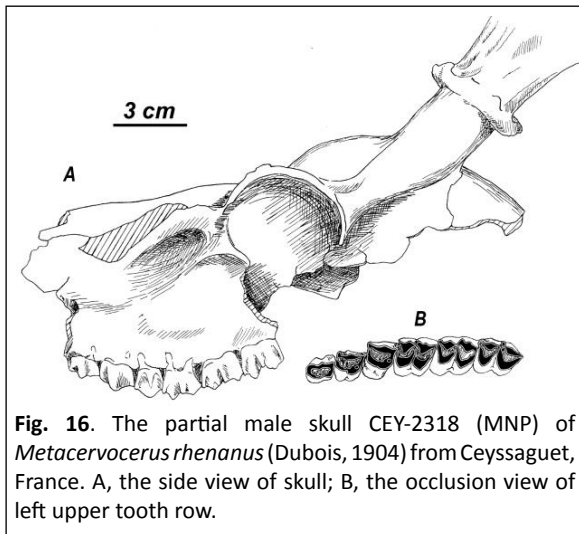 3 cm
A
B
Fig. 16. The partial male skull CEY-2318 (MNP) of
Metacervocerus rhenanus (Dubois, 1904) from Ceyssaguet,
France. A, the side view of skull; B, the occlusion view of
left upper tooth row.